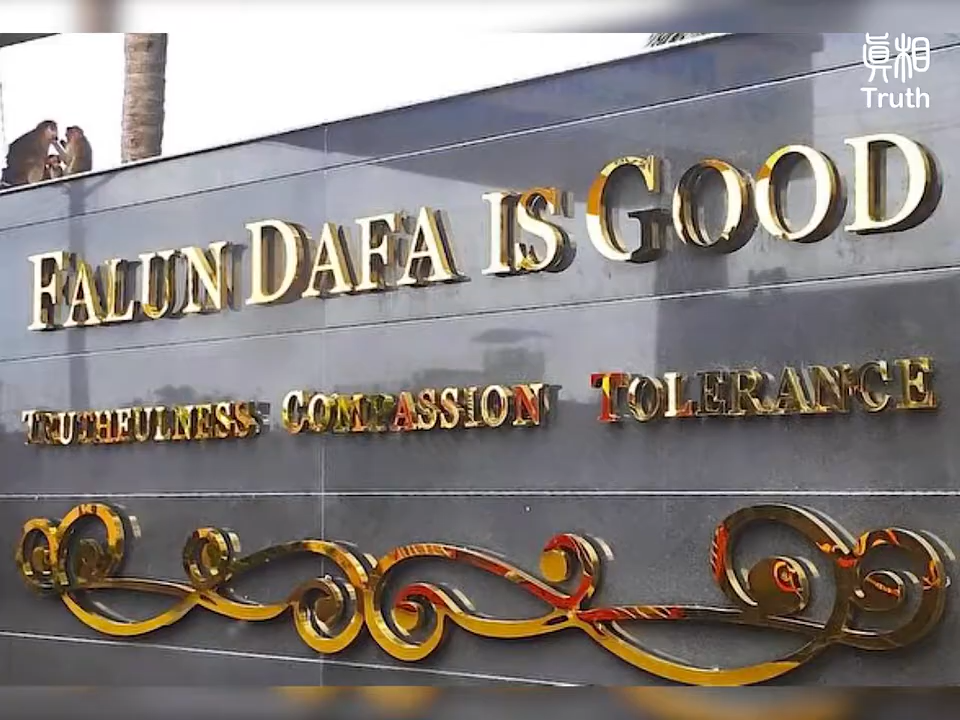 真相
Truth
FALUN DAFA IS GOOD
TRUTHFULNESS COMPASSION TOLERANCE